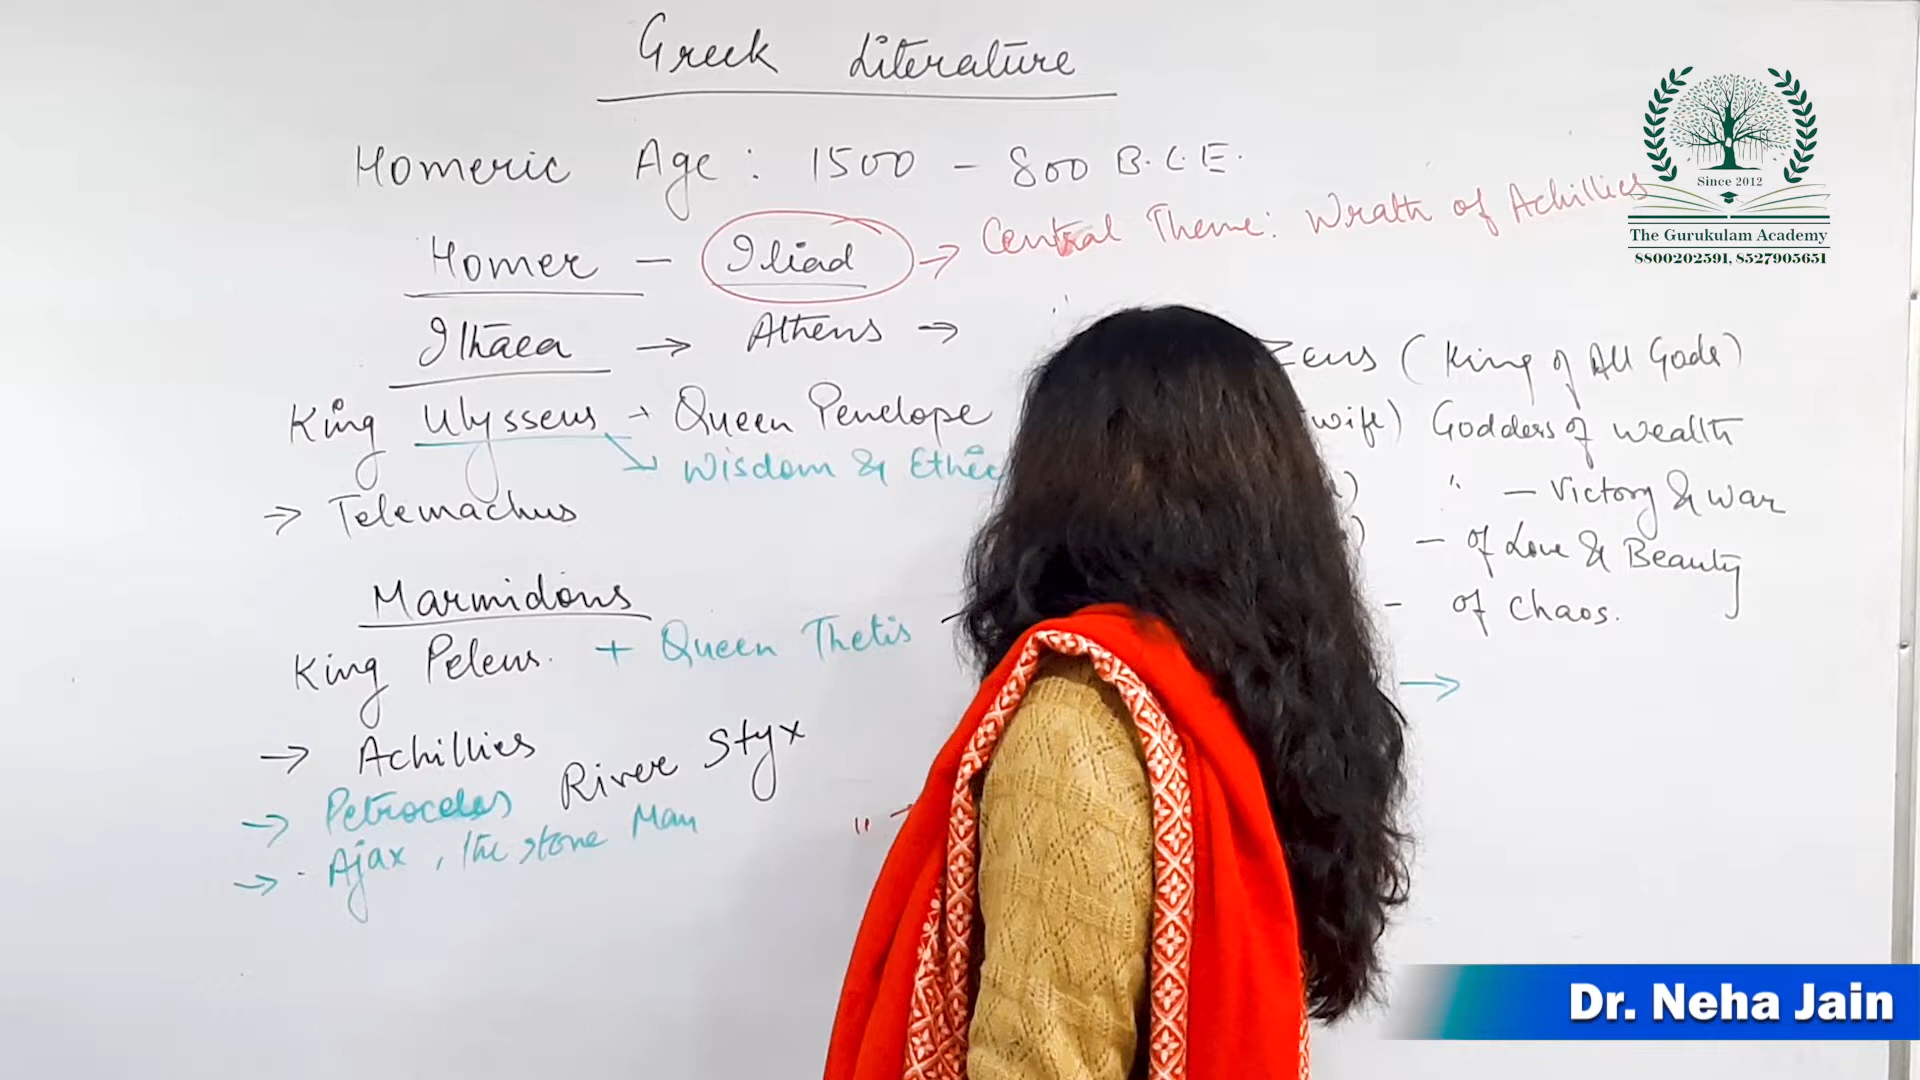 Greek Literature
Homeric Age : 1500 - 800 B.C.E.
Homer - Iliad → Central Theme: Wrath of Achillies
Ithaca → Athens →
Zeus (King of All Gods)
King Ulysseus + Queen Penelope
wife) Goddess of wealth
→ Wisdom & Ethic
) " - Victory & war
→ Telemachus
) - of Love & Beauty
Marmidons
- of Chaos.
King Peleus. + Queen Thetis
→
→ Achillies
River Styx
→ Petrocelus
→ Ajax, the stone Man
"
Since 2012
The Gurukulam Academy
8800202591, 8527905651
Dr. Neha Jain